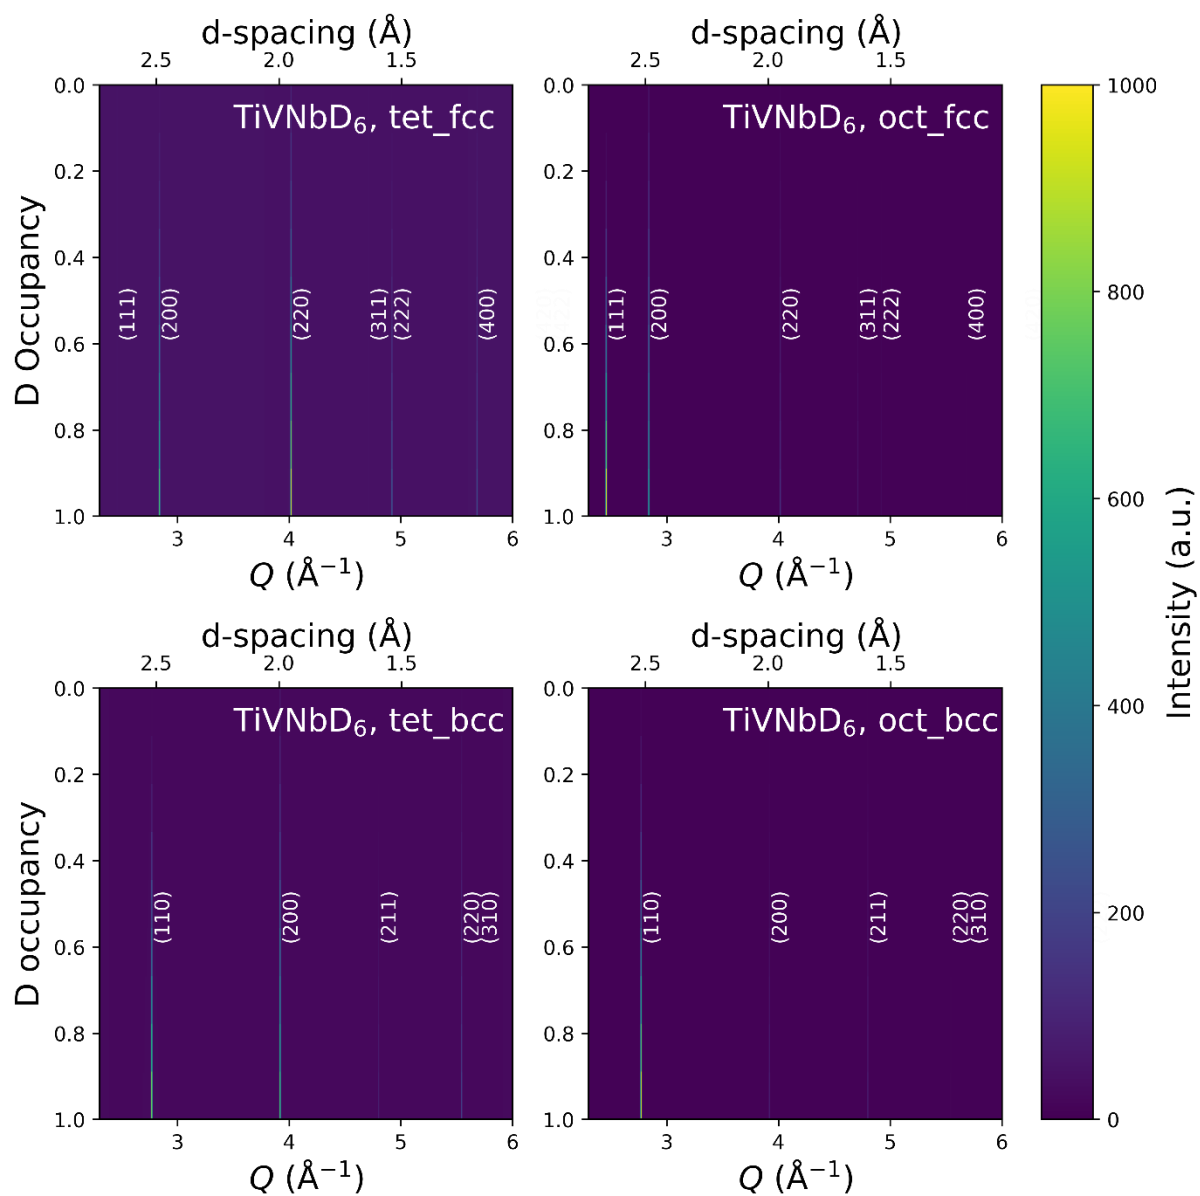 d-spacing (Å)
2.5 2.0 1.5
TiVNbD₆, tet_fcc
D Occupancy
0.0
0.2
0.4
0.6
0.8
1.0
(111) (200) (220) (311) (222) (400)
3 4 5 6
Q (Å⁻¹)
d-spacing (Å)
2.5 2.0 1.5
TiVNbD₆, oct_fcc
0.0
0.2
0.4
0.6
0.8
1.0
(111) (200) (220) (311) (222) (400)
3 4 5 6
Q (Å⁻¹)
d-spacing (Å)
2.5 2.0 1.5
TiVNbD₆, tet_bcc
D occupancy
0.0
0.2
0.4
0.6
0.8
1.0
(110) (200) (211) (220) (310)
3 4 5 6
Q (Å⁻¹)
d-spacing (Å)
2.5 2.0 1.5
TiVNbD₆, oct_bcc
0.0
0.2
0.4
0.6
0.8
1.0
(110) (200) (211) (220) (310)
3 4 5 6
Q (Å⁻¹)
1000
800
600
400
200
0
Intensity (a.u.)